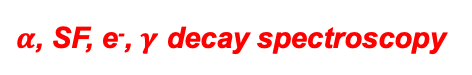 α, SF, e⁻, γ decay spectroscopy